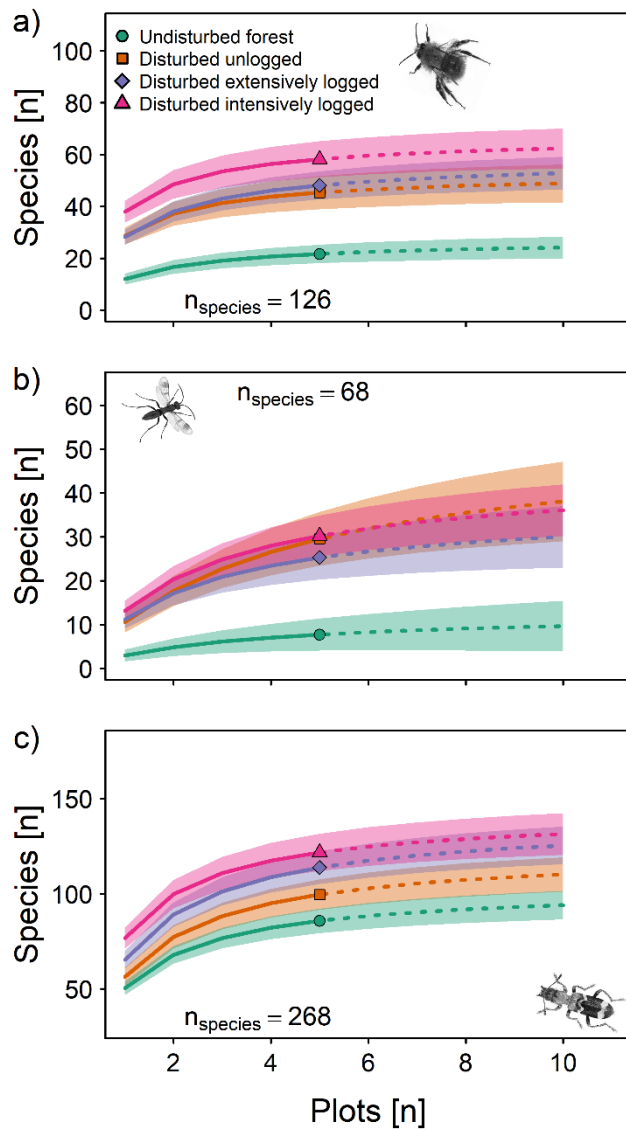 a)
Undisturbed forest
Disturbed unlogged
Disturbed extensively logged
Disturbed intensively logged
Species [n]
100
80
60
40
20
0
nspecies = 126
b)
nspecies = 68
Species [n]
60
50
40
30
20
10
0
c)
Species [n]
150
100
50
nspecies = 268
2 4 6 8 10
Plots [n]